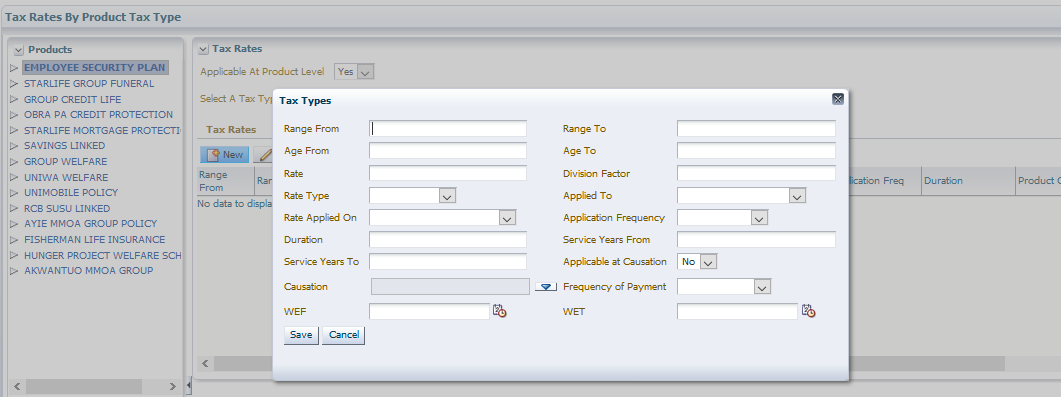 Tax Rates By Product Tax Type
Products
EMPLOYEE SECURITY PLAN
STARLIFE GROUP FUNERAL
GROUP CREDIT LIFE
OBRA PA CREDIT PROTECTION
STARLIFE MORTGAGE PROTECTI
SAVINGS LINKED
GROUP WELFARE
UNIWA WELFARE
UNIMOBILE POLICY
RCB SUSU LINKED
AYIE MMOA GROUP POLICY
FISHERMAN LIFE INSURANCE
HUNGER PROJECT WELFARE SCH
AKWANTUO MMOA GROUP
Tax Rates
Applicable At Product Level Yes
Select A Tax Typ
Tax Rates
New
Range From
Ran
lication Freq
Duration
Product C
No data to displa
Tax Types
Range From
Range To
Age From
Age To
Rate
Division Factor
Rate Type
Applied To
Rate Applied On
Application Frequency
Duration
Service Years From
Service Years To
Applicable at Causation No
Causation
Frequency of Payment
WEF
WET
Save Cancel